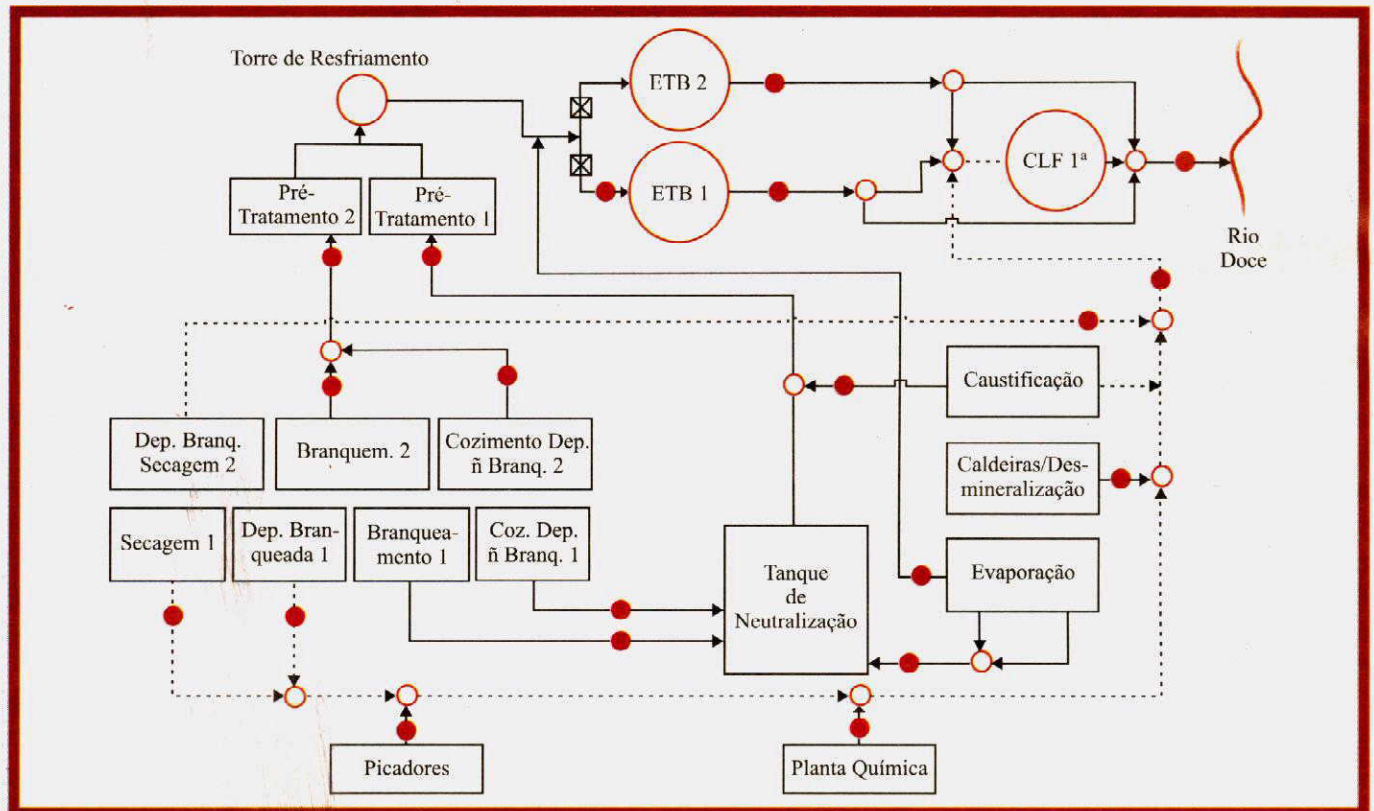 Torre de Resfriamento
ETB 2
CLF 1ª
ETB 1
Pré-
Tratamento 2
Pré-
Tratamento 1
Rio
Doce
Caustificação
Dep. Branq.
Secagem 2
Branquem. 2
Cozimento Dep.
ñ Branq. 2
Caldeiras/Des-
mineralização
Secagem 1
Dep. Bran-
queada 1
Branquea-
mento 1
Coz. Dep.
ñ Branq. 1
Tanque
de
Neutralização
Evaporação
Picadores
Planta Química